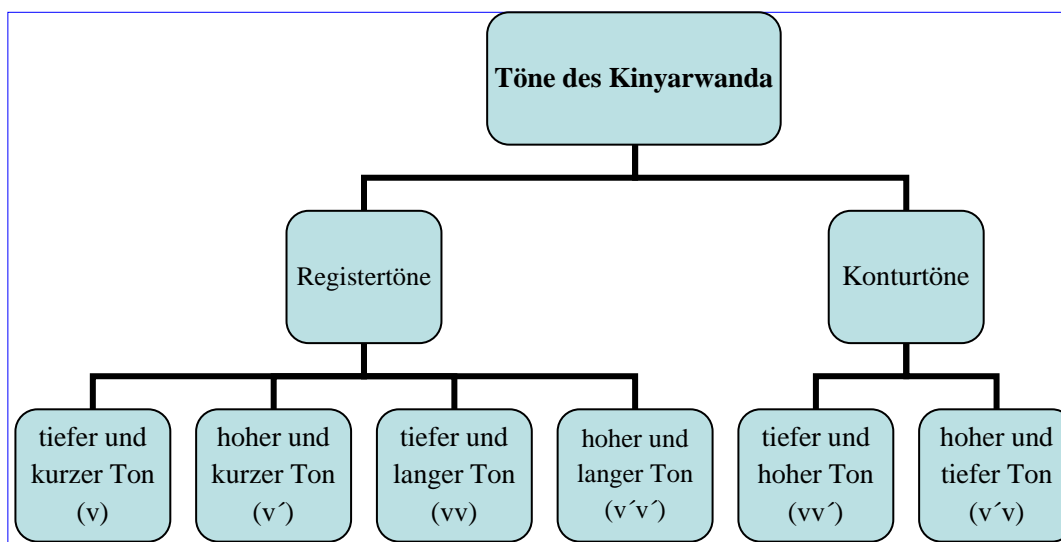 Töne des Kinyarwanda
Registertöne
Konturtöne
tiefer und
kurzer Ton
(v)
hoher und
kurzer Ton
(v´)
tiefer und
langer Ton
(vv)
hoher und
langer Ton
(v´v´)
tiefer und
hoher Ton
(vv´)
hoher und
tiefer Ton
(v´v)